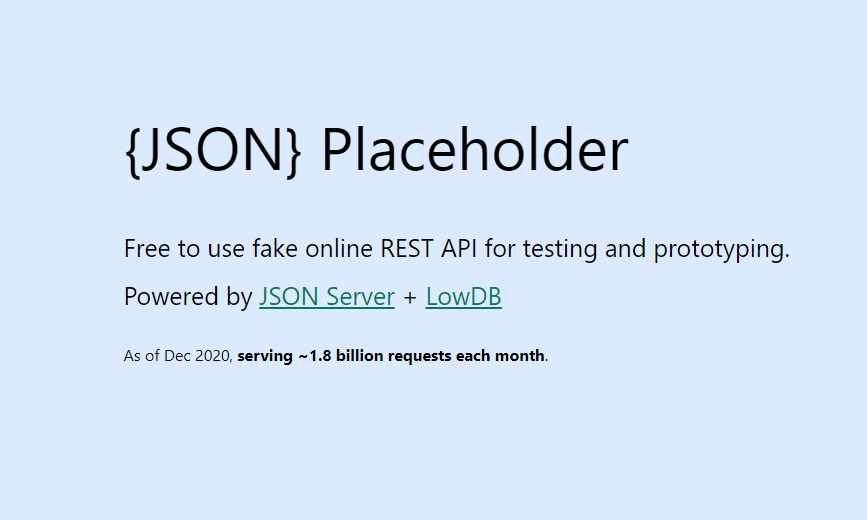 {JSON} Placeholder
Free to use fake online REST API for testing and prototyping.
Powered by JSON Server + LowDB
As of Dec 2020, serving ~1.8 billion requests each month.